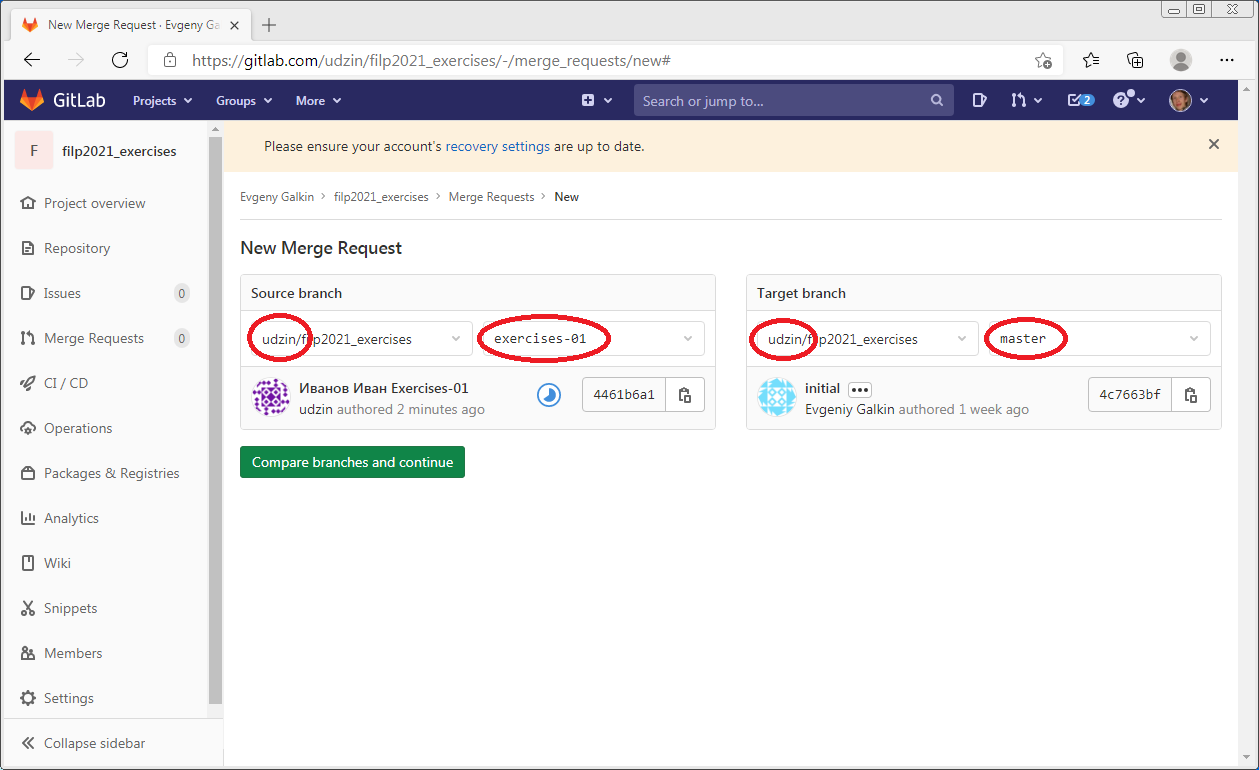 New Merge Request · Evgeny Ga
https://gitlab.com/udzin/filp2021_exercises/-/merge_requests/new#
GitLab Projects Groups More Search or jump to... 2
F filp2021_exercises
Project overview
Repository
Issues 0
Merge Requests 0
CI / CD
Operations
Packages & Registries
Analytics
Wiki
Snippets
Members
Settings
Collapse sidebar
Please ensure your account's recovery settings are up to date.
Evgeny Galkin > filp2021_exercises > Merge Requests > New
New Merge Request
Source branch
udzin/filp2021_exercises exercises-01
Иванов Иван Exercises-01
udzin authored 2 minutes ago
4461b6a1
Target branch
udzin/filp2021_exercises master
initial
Evgeniy Galkin authored 1 week ago
4c7663bf
Compare branches and continue